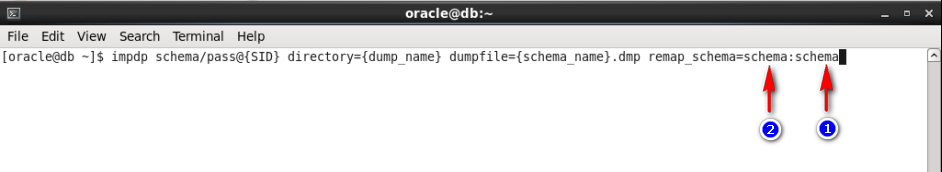 oracle@db:~
File Edit View Search Terminal Help
[oracle@db ~]$ impdp schema/pass@{SID} directory={dump_name} dumpfile={schema_name}.dmp remap_schema=schema:schema
2 1